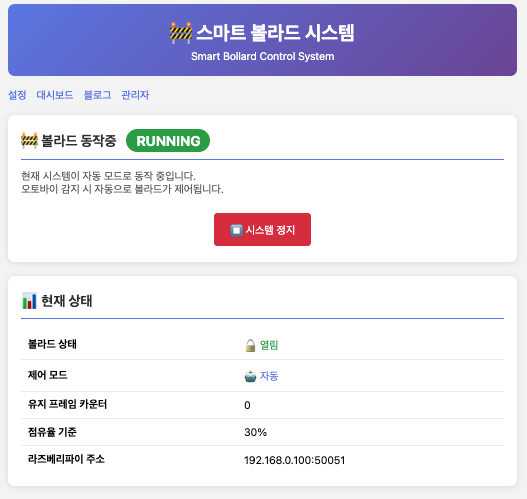 🚧 스마트 볼라드 시스템
Smart Bollard Control System
설정 대시보드 블로그 관리자
🚧 볼라드 동작중 RUNNING
현재 시스템이 자동 모드로 동작 중입니다.
오토바이 감지 시 자동으로 볼라드가 제어됩니다.
⏹️ 시스템 정지
📊 현재 상태
볼라드 상태 🔓 열림
제어 모드 🤖 자동
유지 프레임 카운터 0
점유율 기준 30%
라즈베리파이 주소 192.168.0.100:50051